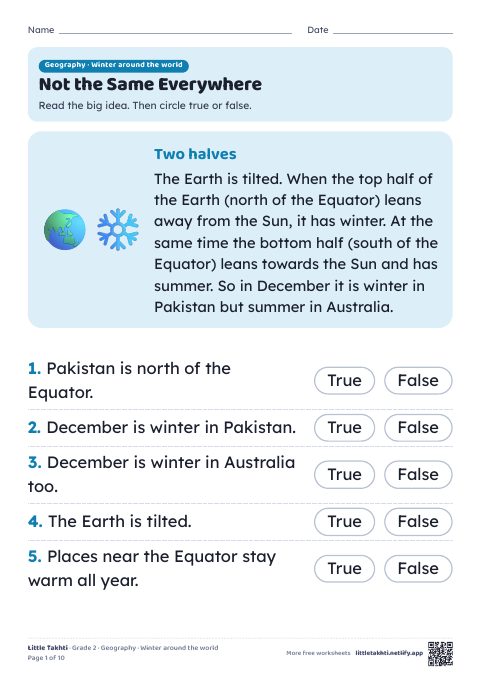 Name Date
Geography · Winter around the world
Not the Same Everywhere
Read the big idea. Then circle true or false.
Two halves
The Earth is tilted. When the top half of
the Earth (north of the Equator) leans
away from the Sun, it has winter. At the
same time the bottom half (south of the
Equator) leans towards the Sun and has
summer. So in December it is winter in
Pakistan but summer in Australia.
1. Pakistan is north of the
Equator.
True False
2. December is winter in Pakistan. True False
3. December is winter in Australia
too.
True False
4. The Earth is tilted. True False
5. Places near the Equator stay
warm all year.
True False
Little Takhti · Grade 2 · Geography · Winter around the world
Page 1 of 10
More free worksheets littletakhti.netlify.app